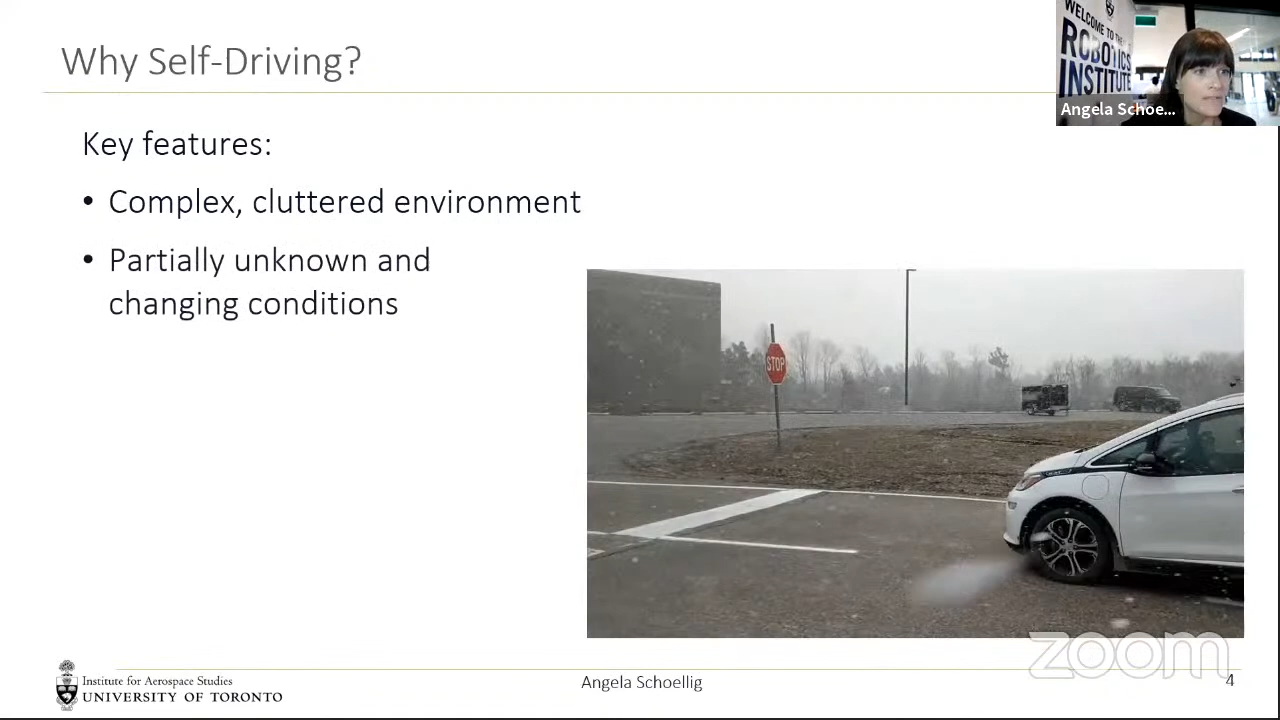 Why Self-Driving?
WELCOME TO THE
ROBOTICS
INSTITUTE
Angela Schoe...
Key features:
• Complex, cluttered environment
• Partially unknown and
changing conditions
STOP
zoom
Institute for Aerospace Studies
UNIVERSITY OF TORONTO
Angela Schoellig
4